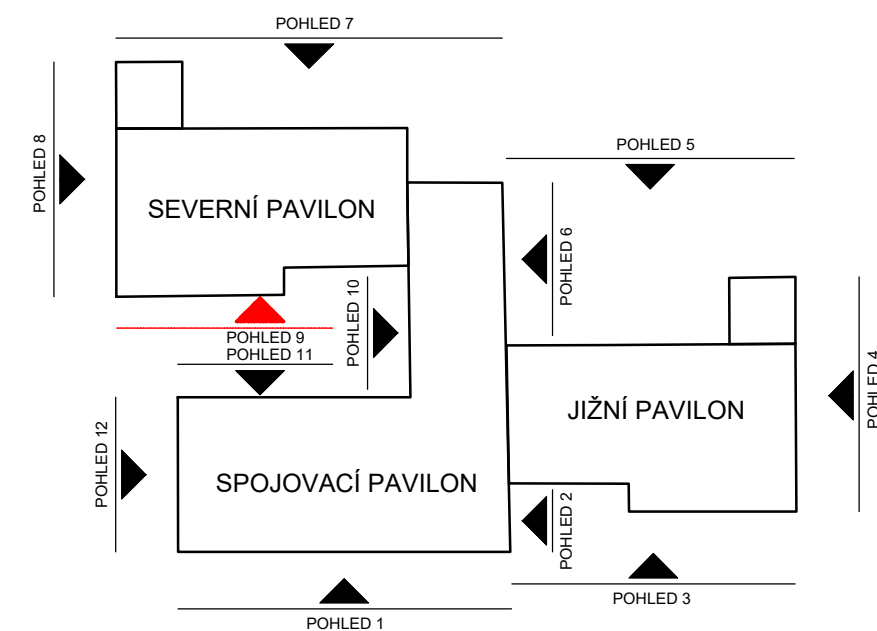 POHLED 7
POHLED 8
POHLED 5
SEVERNÍ PAVILON
POHLED 6
POHLED 10
POHLED 9
POHLED 11
POHLED 4
JIŽNÍ PAVILON
POHLED 12
SPOJOVACÍ PAVILON
POHLED 2
POHLED 3
POHLED 1